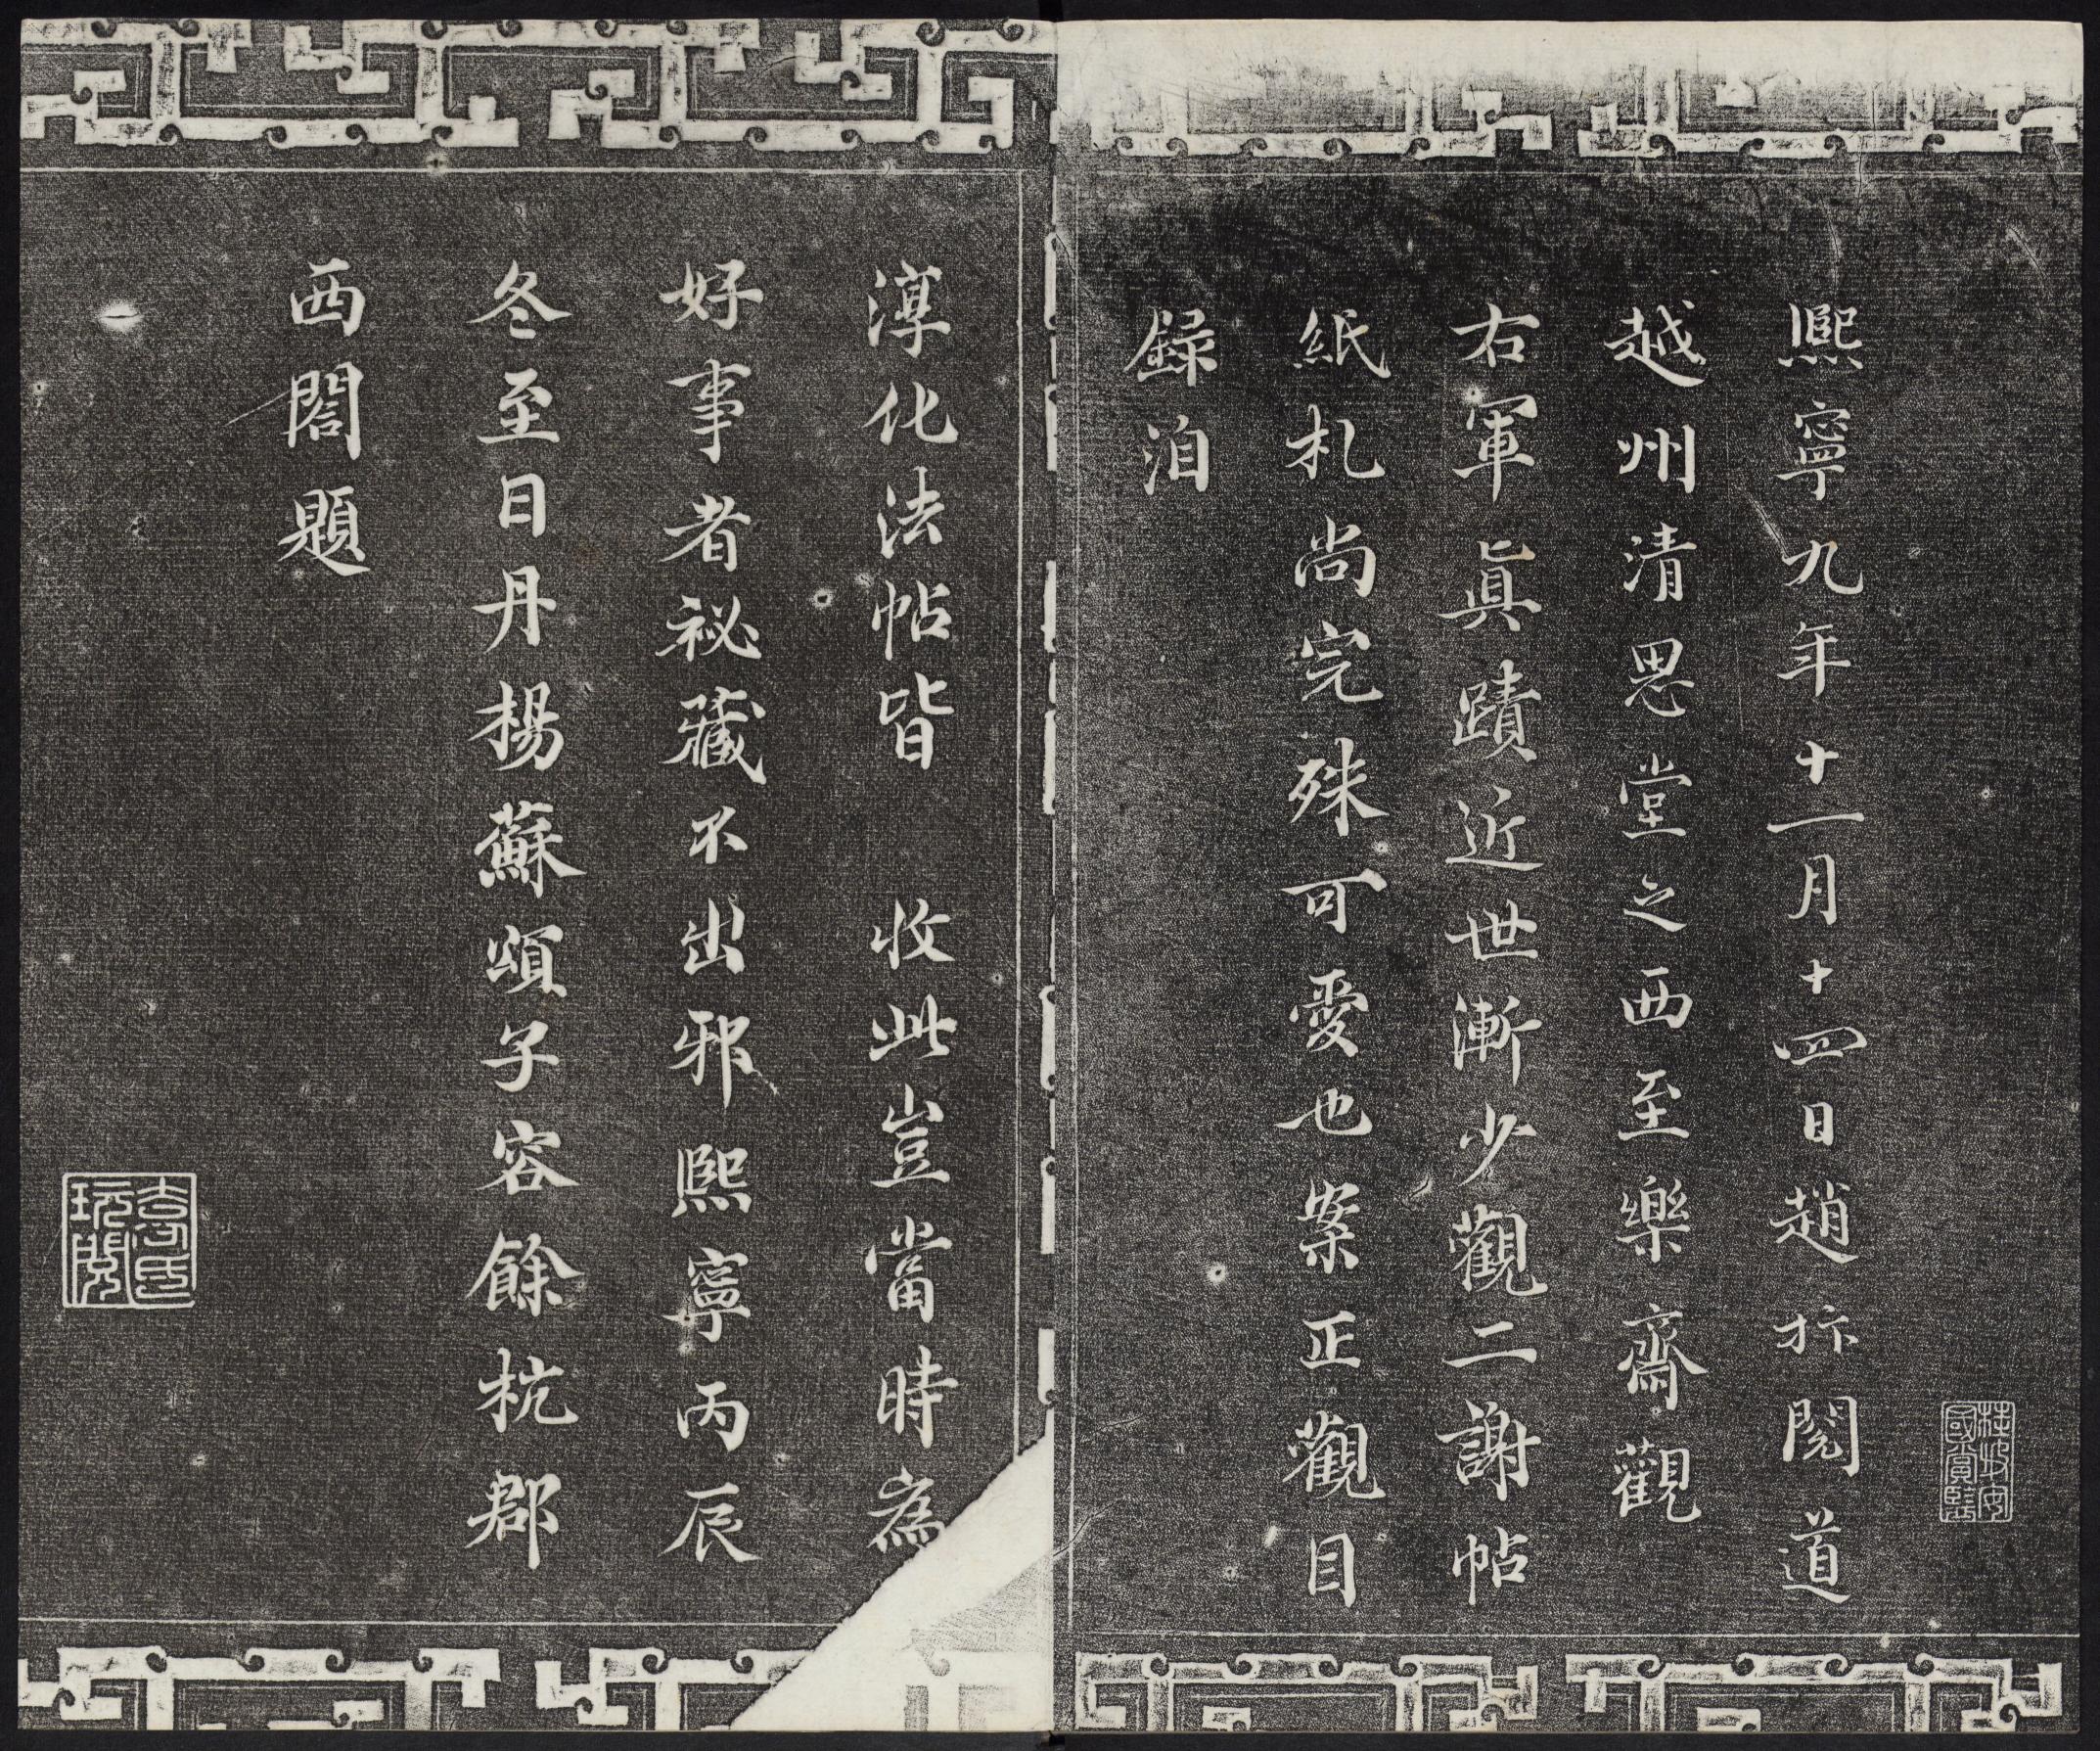 熙寧九年十一月十四日趙抃閱道
越州清思堂之西至樂齋觀
右軍真蹟近世漸少觀二謝帖
紙札尚完殊可愛也案正觀目
録洎
淳化法帖皆 收此豈當時為
好事者祕藏不出邪熙寧丙辰
冬至日丹楊蘇頌子容餘杭郡
西閣題